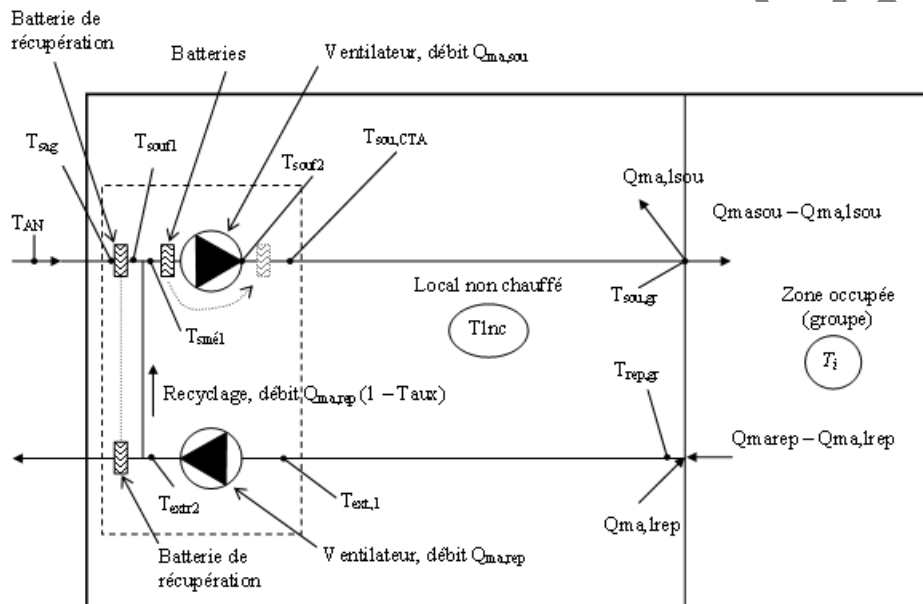 Batterie de
récupération
Batteries
Ventilateur, débit Qma,sou
Tsag
Tsouf1
Tsouf2
Tsou,CTA
Qma,lsou
Qmasou – Qma,lsou
TAN
Local non chauffé
Tlnc
Tsou,gr
Zone occupée
(groupe)
Ti
Tsmél
Trep,gr
Recyclage, débit Qma,rep (1 – Taux)
Qmarep – Qma,lrep
Textr2
Text,1
Qma,lrep
Batterie de
récupération
Ventilateur, débit Qma,rep